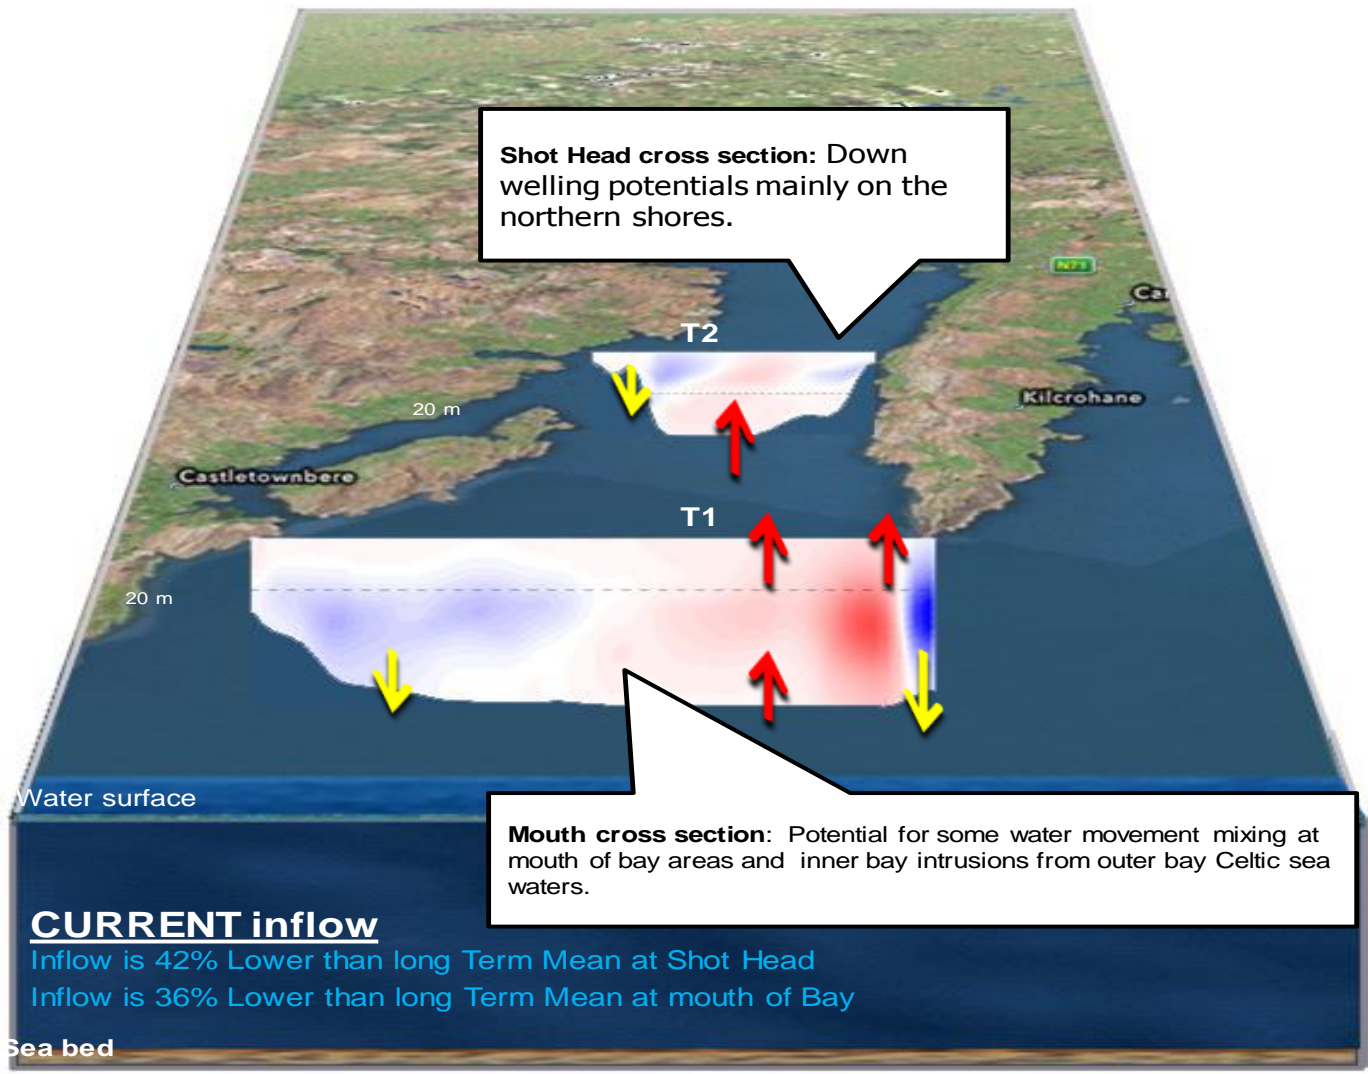 Shot Head cross section: Down
welling potentials mainly on the
northern shores.
N71
T2
20 m
Kilcrohane
Castletownbere
T1
20 m
Water surface
Mouth cross section: Potential for some water movement mixing at
mouth of bay areas and inner bay intrusions from outer bay Celtic sea
waters.
CURRENT inflow
Inflow is 42% Lower than long Term Mean at Shot Head
Inflow is 36% Lower than long Term Mean at mouth of Bay
Sea bed